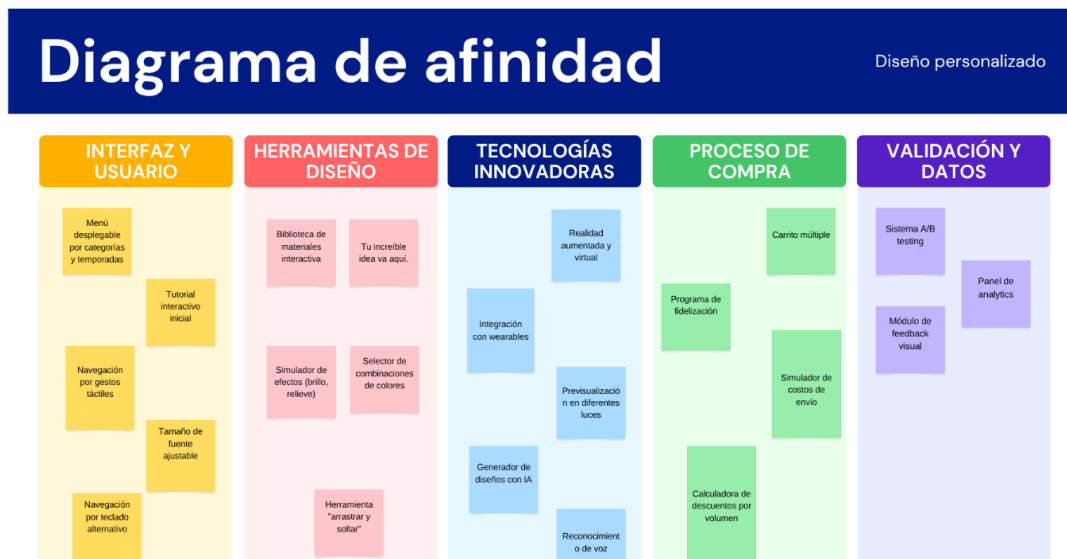 Diagrama de afinidad
Diseño personalizado
INTERFAZ Y
USUARIO
Menú
desplegable
por categorías
y temporadas
Tutorial
interactivo
inicial
Navegación
por gestos
táctiles
Tamaño de
fuente
ajustable
Navegación
por teclado
alternativo
HERRAMIENTAS DE
DISEÑO
Biblioteca de
materiales
interactiva
Tu increíble
idea va aquí.
Simulador de
efectos (brillo,
relieve)
Selector de
combinaciones
de colores
Herramienta
"arrastrar y
soltar"
TECNOLOGÍAS
INNOVADORAS
Realidad
aumentada y
virtual
Integración
con wearables
Previsualizació
n en diferentes
luces
Generador de
diseños con IA
Reconocimient
o de voz
PROCESO DE
COMPRA
Carrito múltiple
Programa de
fidelización
Simulador de
costos de
envío
Calculadora de
descuentos por
volumen
VALIDACIÓN Y
DATOS
Sistema A/B
testing
Panel de
analytics
Módulo de
feedback
visual